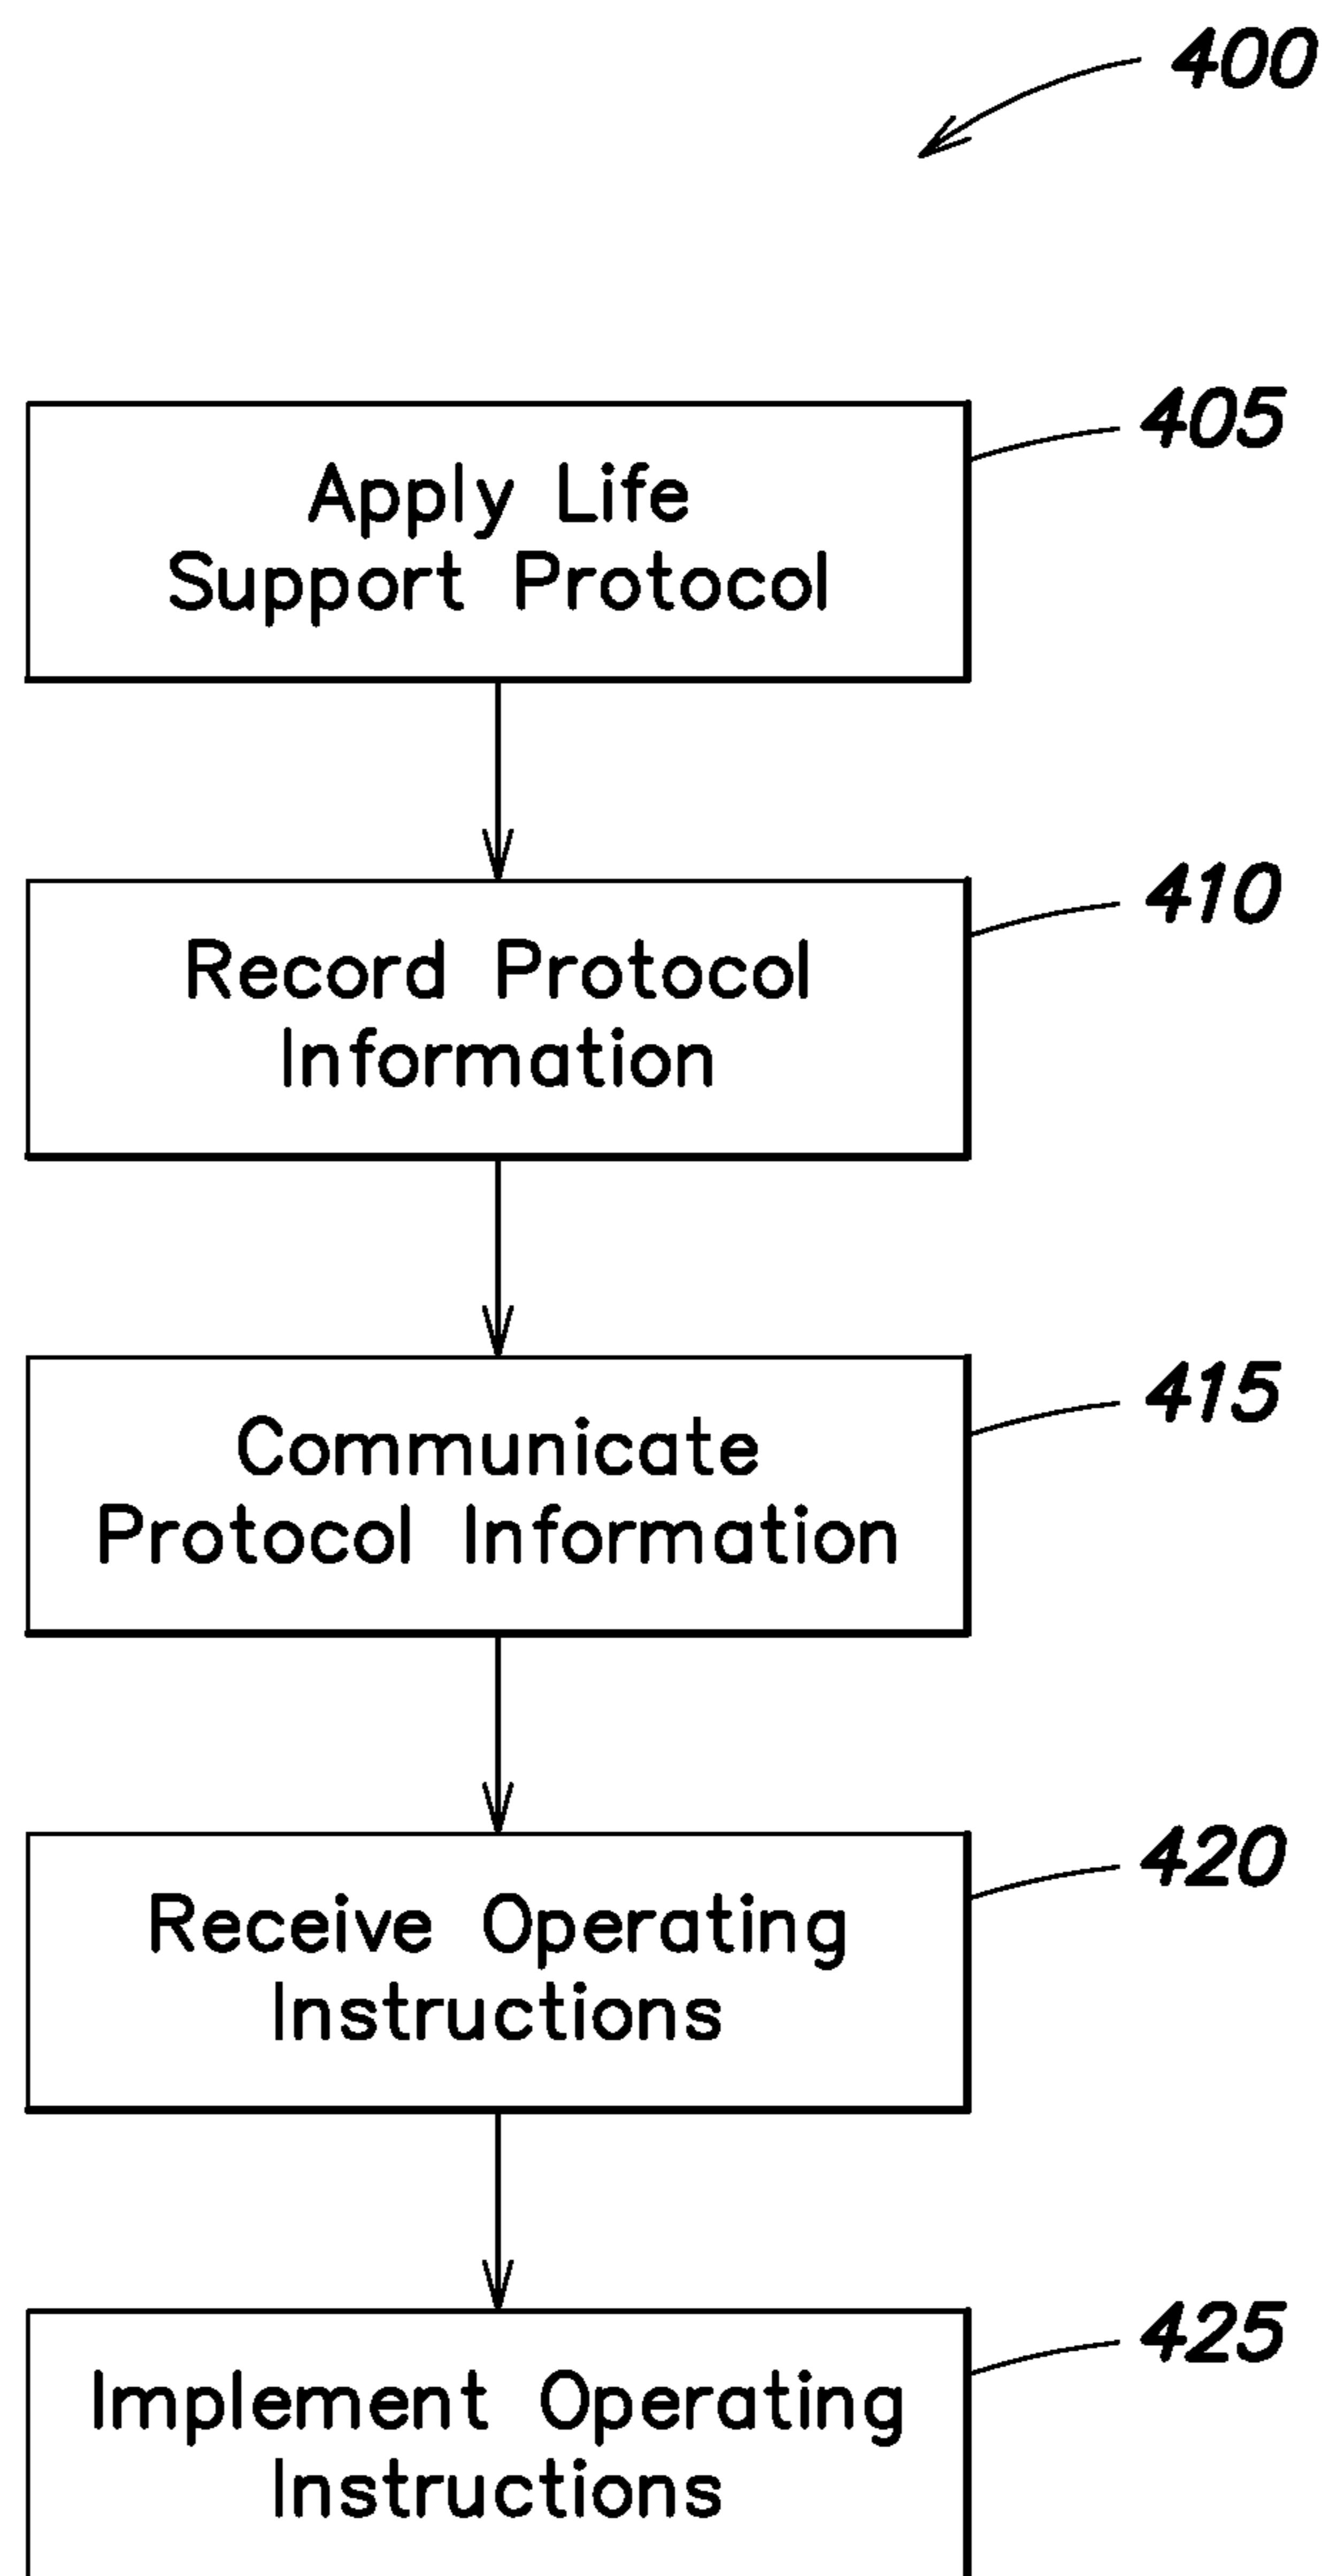 400
405
Apply Life
Support Protocol
410
Record Protocol
Information
415
Communicate
Protocol Information
420
Receive Operating
Instructions
425
Implement Operating
Instructions